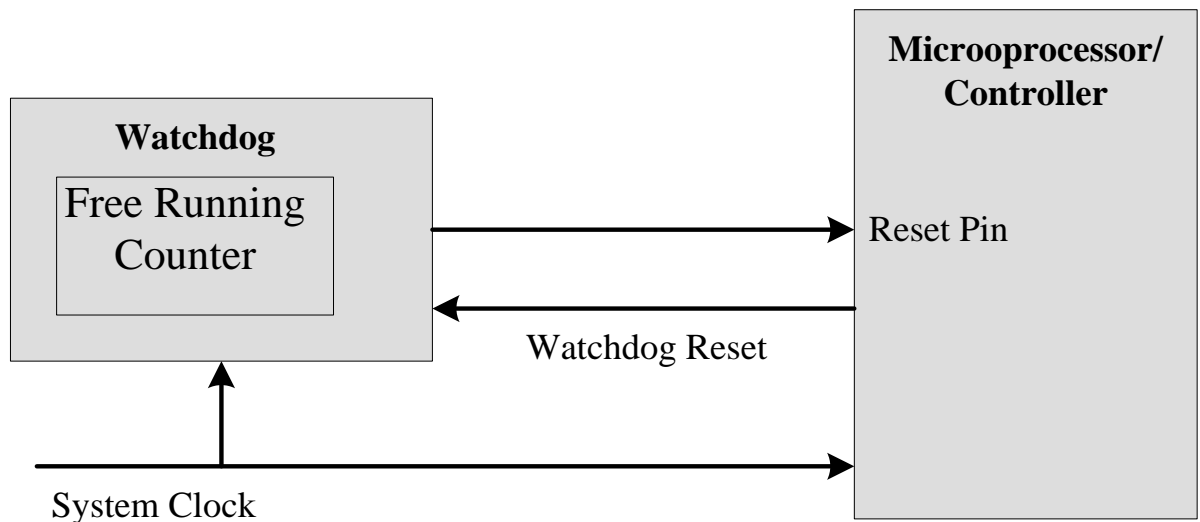 Microoprocessor/
Controller
Watchdog
Free Running
Counter
Reset Pin
Watchdog Reset
System Clock